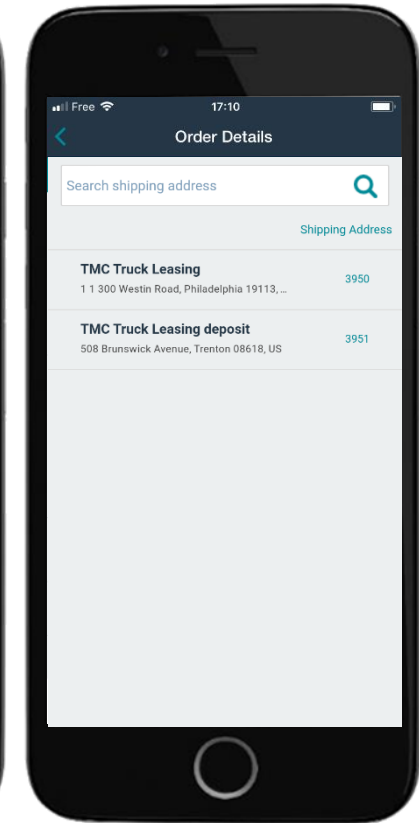 Free 17:10
Order Details
Search shipping address
Shipping Address
TMC Truck Leasing
1 1 300 Westin Road, Philadelphia 19113,...
3950
TMC Truck Leasing deposit
508 Brunswick Avenue, Trenton 08618, US
3951